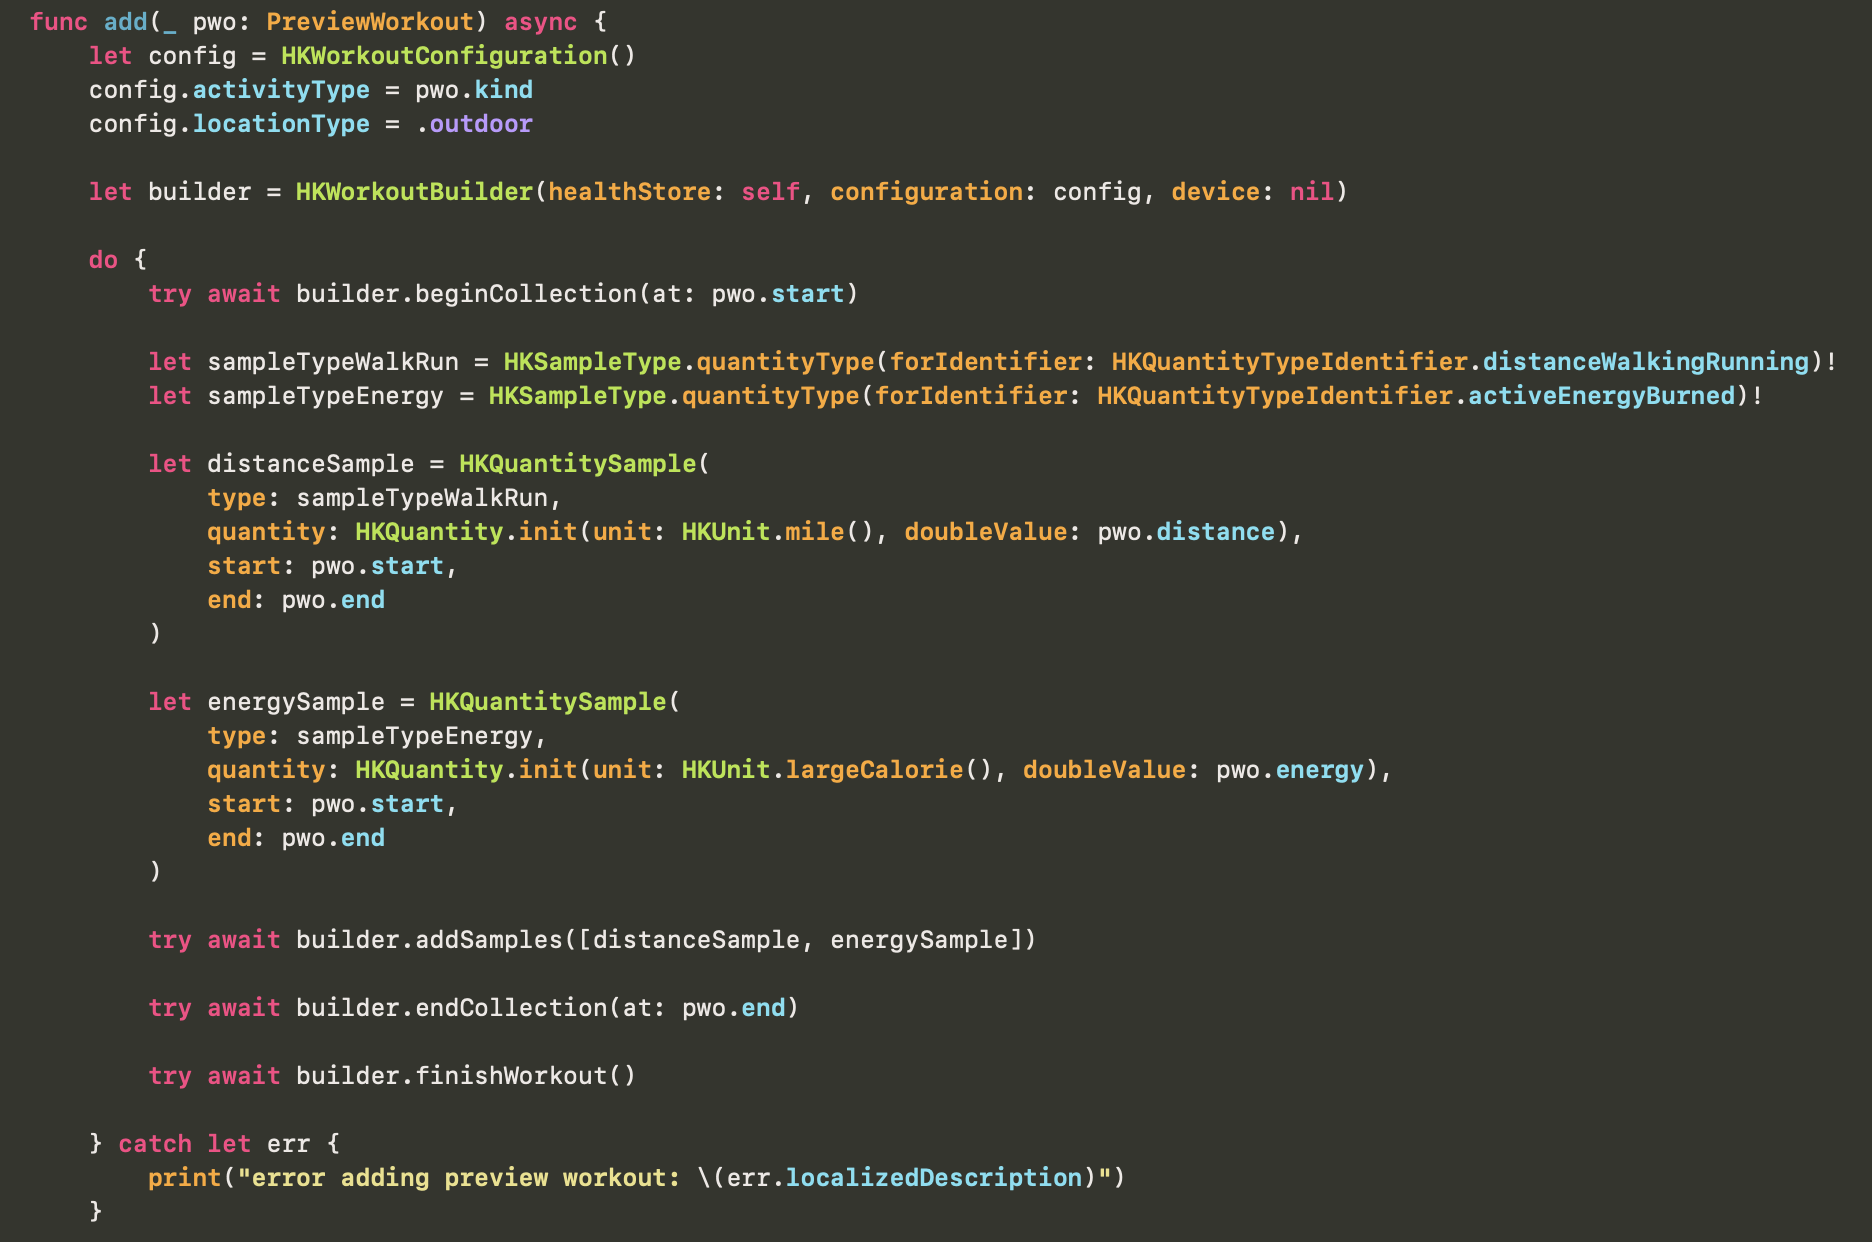 func add(_ pwo: PreviewWorkout) async {
    let config = HKWorkoutConfiguration()
    config.activityType = pwo.kind
    config.locationType = .outdoor

    let builder = HKWorkoutBuilder(healthStore: self, configuration: config, device: nil)

    do {
        try await builder.beginCollection(at: pwo.start)

        let sampleTypeWalkRun = HKSampleType.quantityType(forIdentifier: HKQuantityTypeIdentifier.distanceWalkingRunning)!
        let sampleTypeEnergy = HKSampleType.quantityType(forIdentifier: HKQuantityTypeIdentifier.activeEnergyBurned)!

        let distanceSample = HKQuantitySample(
            type: sampleTypeWalkRun,
            quantity: HKQuantity.init(unit: HKUnit.mile(), doubleValue: pwo.distance),
            start: pwo.start,
            end: pwo.end
        )

        let energySample = HKQuantitySample(
            type: sampleTypeEnergy,
            quantity: HKQuantity.init(unit: HKUnit.largeCalorie(), doubleValue: pwo.energy),
            start: pwo.start,
            end: pwo.end
        )

        try await builder.addSamples([distanceSample, energySample])

        try await builder.endCollection(at: pwo.end)

        try await builder.finishWorkout()

    } catch let err {
        print("error adding preview workout: \(err.localizedDescription)")
    }